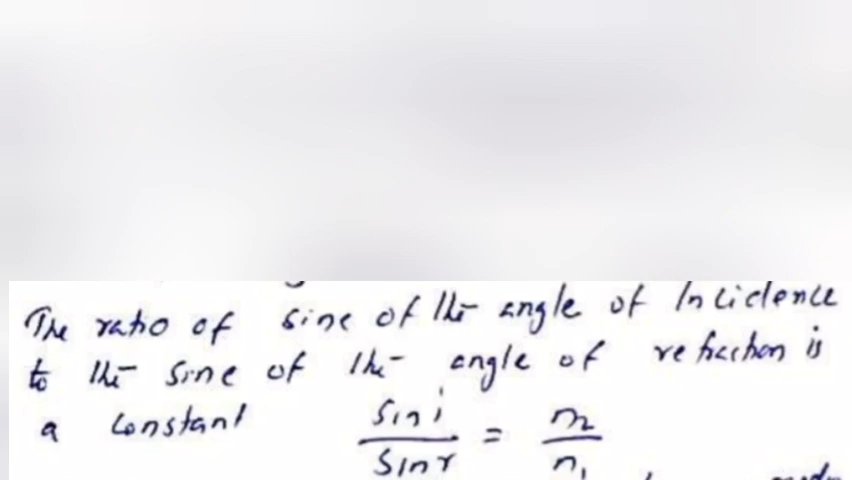 The ratio of sine of the angle of Incidence
to the sine of the angle of refraction is
a constant sin i / sin r = n2 / n1